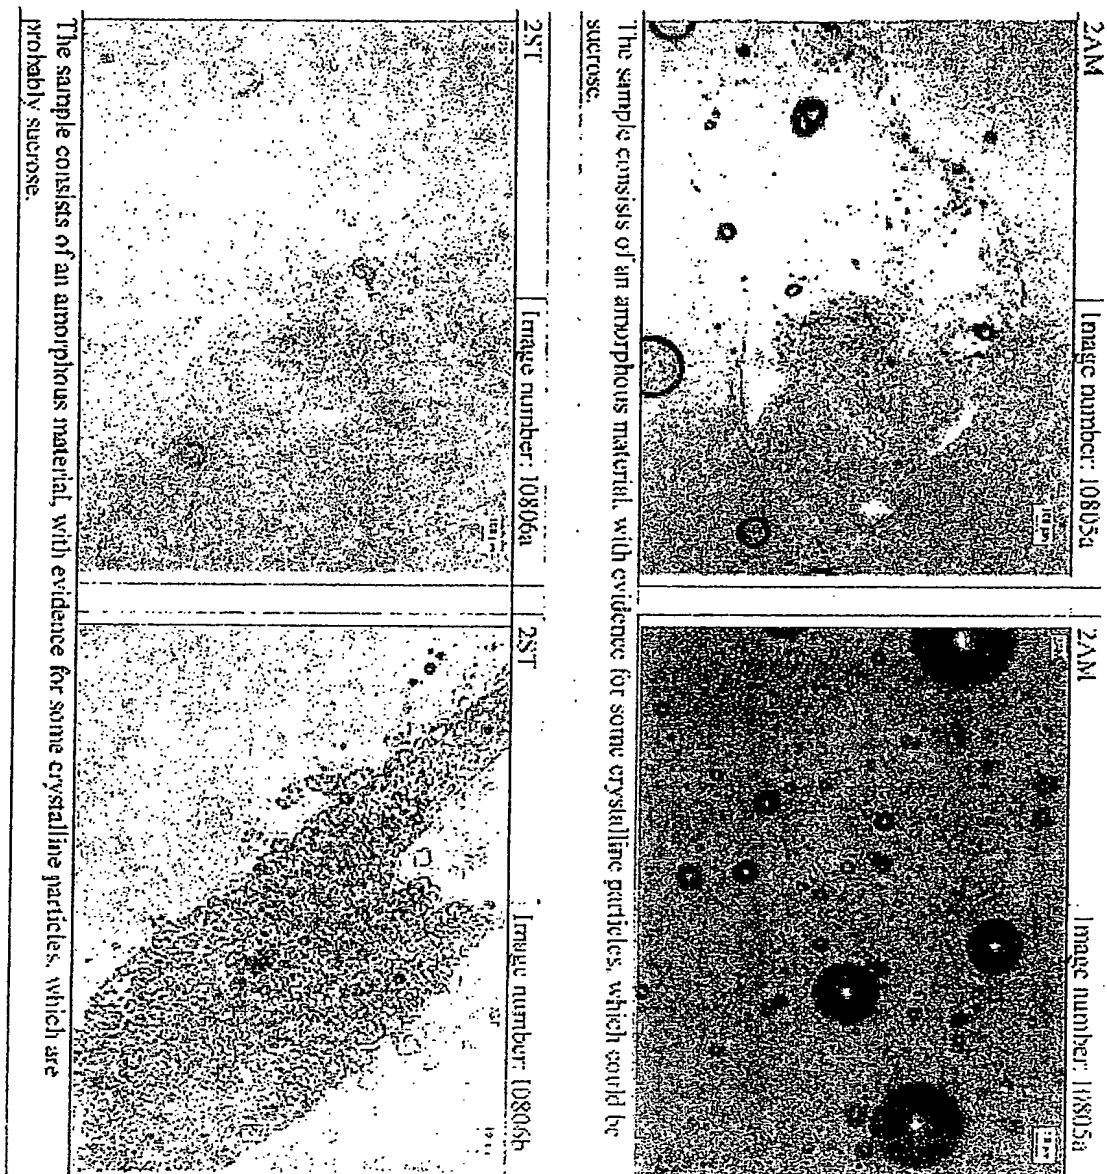 2AM
Image number: 10805a
2AM
Image number: 10805a
The sample consists of an amorphous material, with evidence for some crystalline particles, which could be
sucrose.
2ST
Image number: 10806a
2ST
Image number: 10806b
The sample consists of an amorphous material, with evidence for some crystalline particles, which are
probably sucrose.